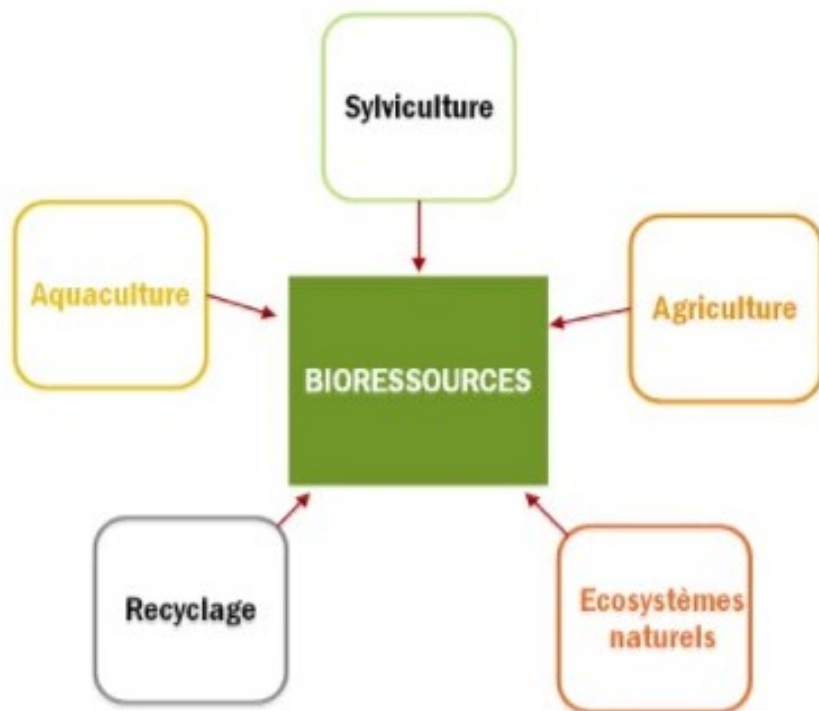 Sylviculture
Aquaculture
Agriculture
BIORESSOURCES
Recyclage
Ecosystèmes
naturels